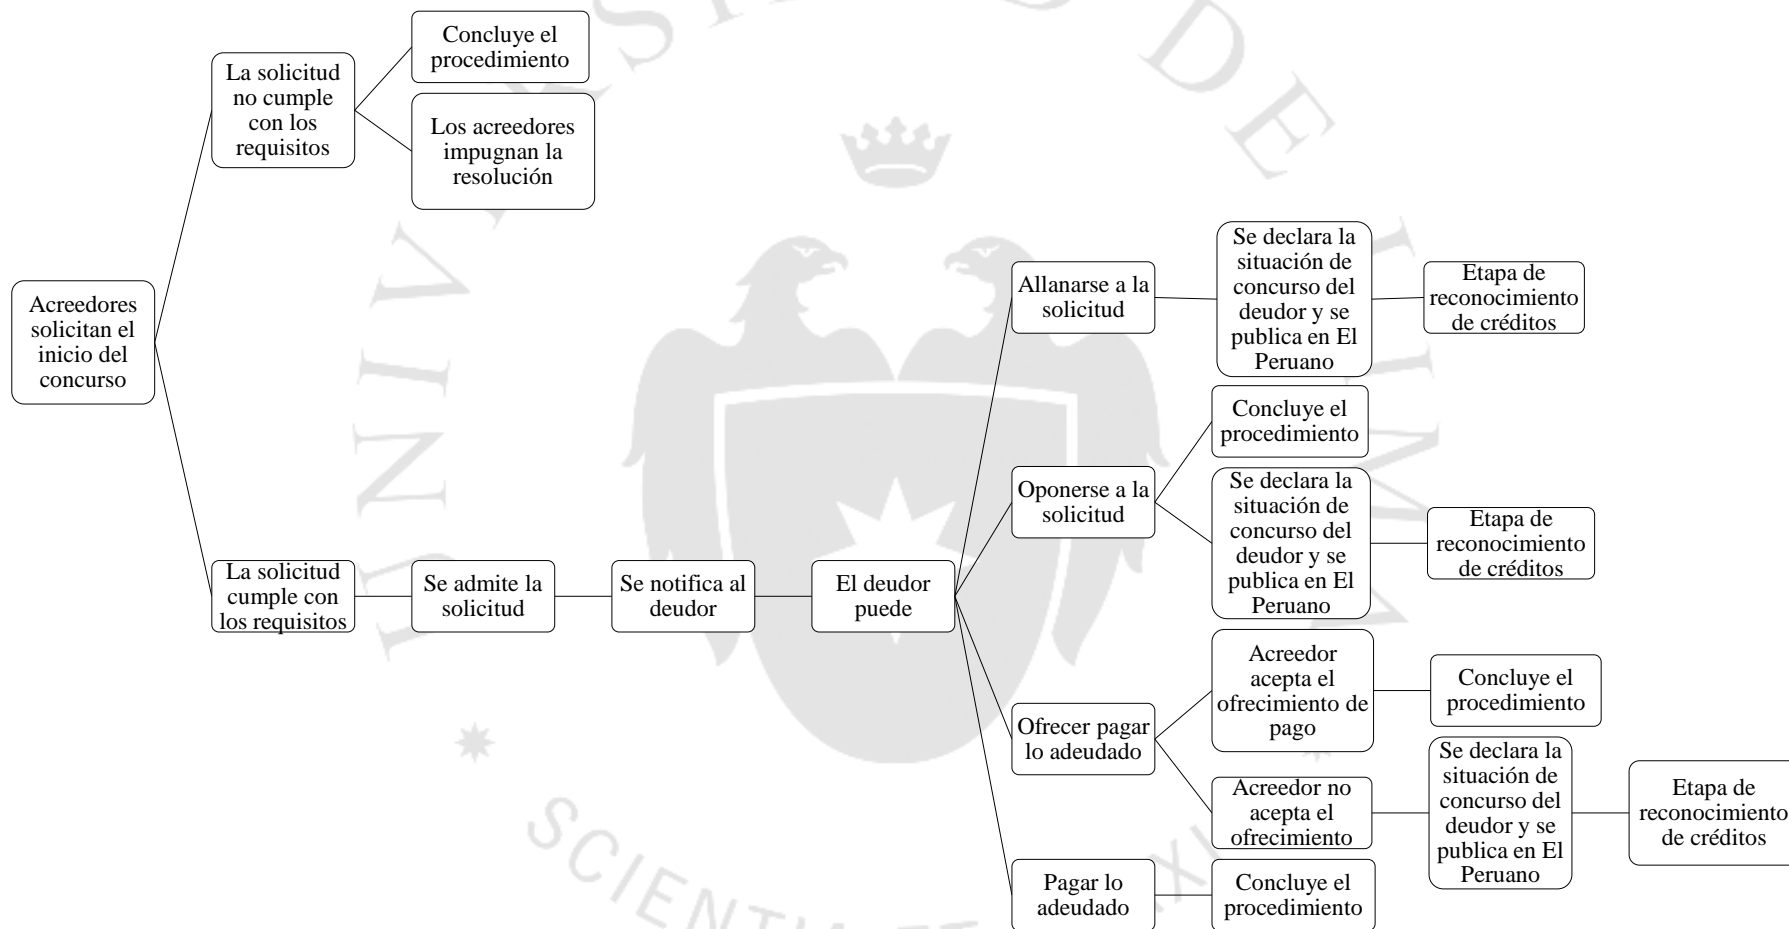 UNIVERSITAS DE LIMA
Concluye el
procedimiento
La solicitud
no cumple
con los
requisitos
Los acreedores
impugnan la
resolución
Acreedores
solicitan el
inicio del
concurso
La solicitud
cumple con
los requisitos
Se admite la
solicitud
Se notifica al
deudor
El deudor
puede
Allanarse a la
solicitud
Se declara la
situación de
concurso del
deudor y se
publica en El
Peruano
Etapa de
reconocimiento
de créditos
Oponerse a la
solicitud
Concluye el
procedimiento
Se declara la
situación de
concurso del
deudor y se
publica en El
Peruano
Etapa de
reconocimiento
de créditos
Ofrecer pagar
lo adeudado
Acreedor
acepta el
ofrecimiento de
pago
Concluye el
procedimiento
Acreedor no
acepta el
ofrecimiento
Se declara la
situación de
concurso del
deudor y se
publica en El
Peruano
Etapa de
reconocimiento
de créditos
Pagar lo
adeudado
Concluye el
procedimiento
SCIENTIA ET